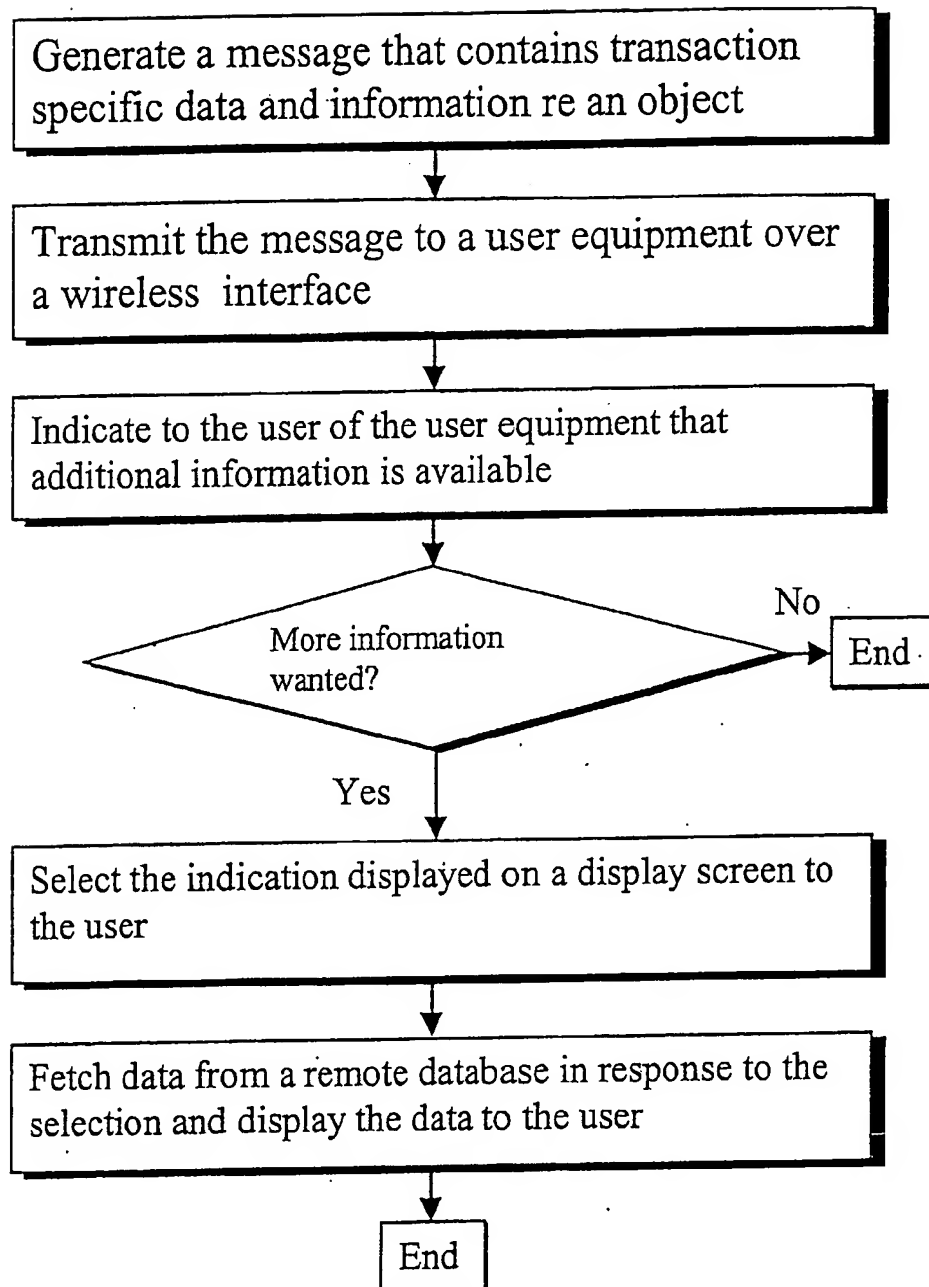 Generate a message that contains transaction
specific data and information re an object
Transmit the message to a user equipment over
a wireless interface
Indicate to the user of the user equipment that
additional information is available
More information
wanted?
No
End
Yes
Select the indication displayed on a display screen to
the user
Fetch data from a remote database in response to the
selection and display the data to the user
End